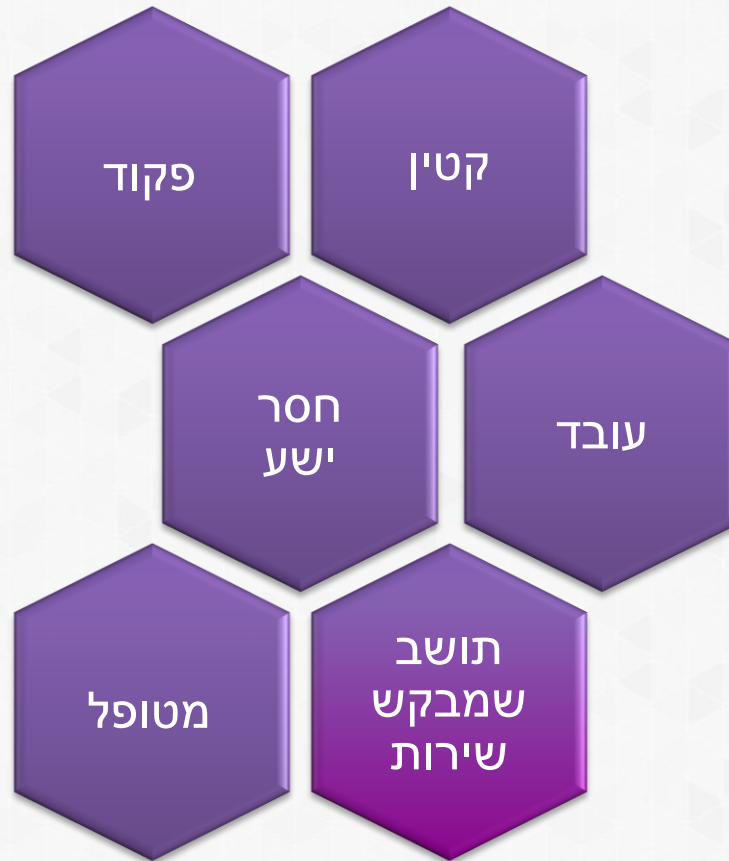 קטין
פקוד
עובד
חסר
ישע
תושב
שמבקש
שירות
מטופל